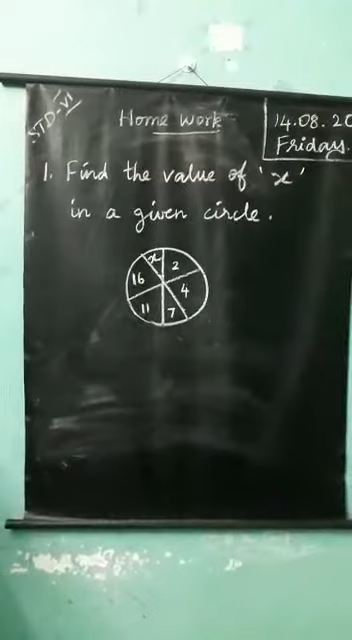 STD-VI
Home Work
14.08.20
Friday.
1. Find the value of 'x'
in a given circle.
x 2
16 4
11 7